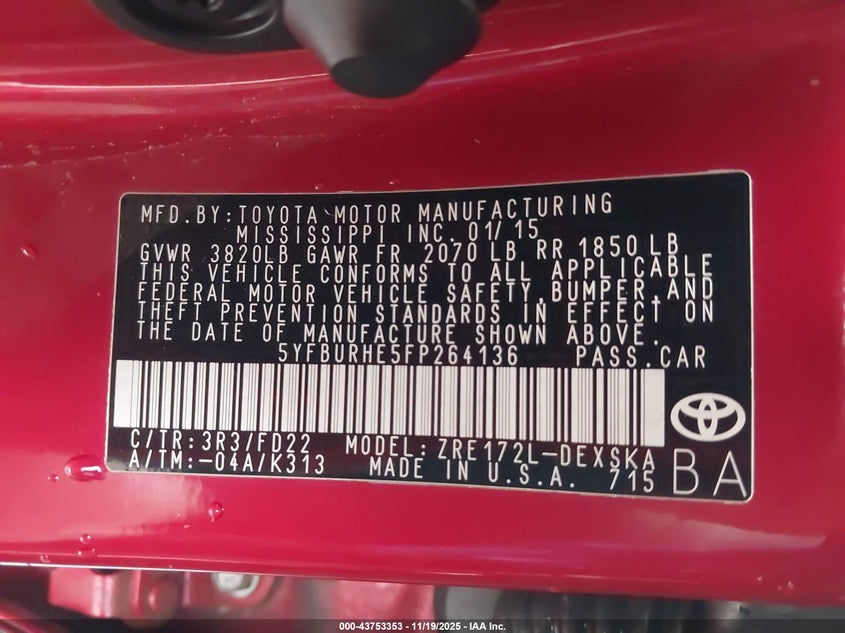 MFD.BY:TOYOTA MOTOR MANUFACTURING
MISSISSIPPI INC.01/15
GVWR 3820LB GAWR FR 2070 LB RR 1850LB
THIS VEHICLE CONFORMS TO ALL APPLICABLE
FEDERAL MOTOR VEHICLE SAFETY,BUMPER,AND
THEFT PREVENTION STANDARDS IN EFFECT ON
THE DATE OF MANUFACTURE SHOWN ABOVE.
5YFBURHE5FP264136 PASS.CAR
C/TR:3R3/FD22 MODEL:ZRE172L-DEXSKA
A/TM:-04A/K313 MADE IN U.S.A. 715
BA
000-43753353 - 11/19/2025 - IAA Inc.